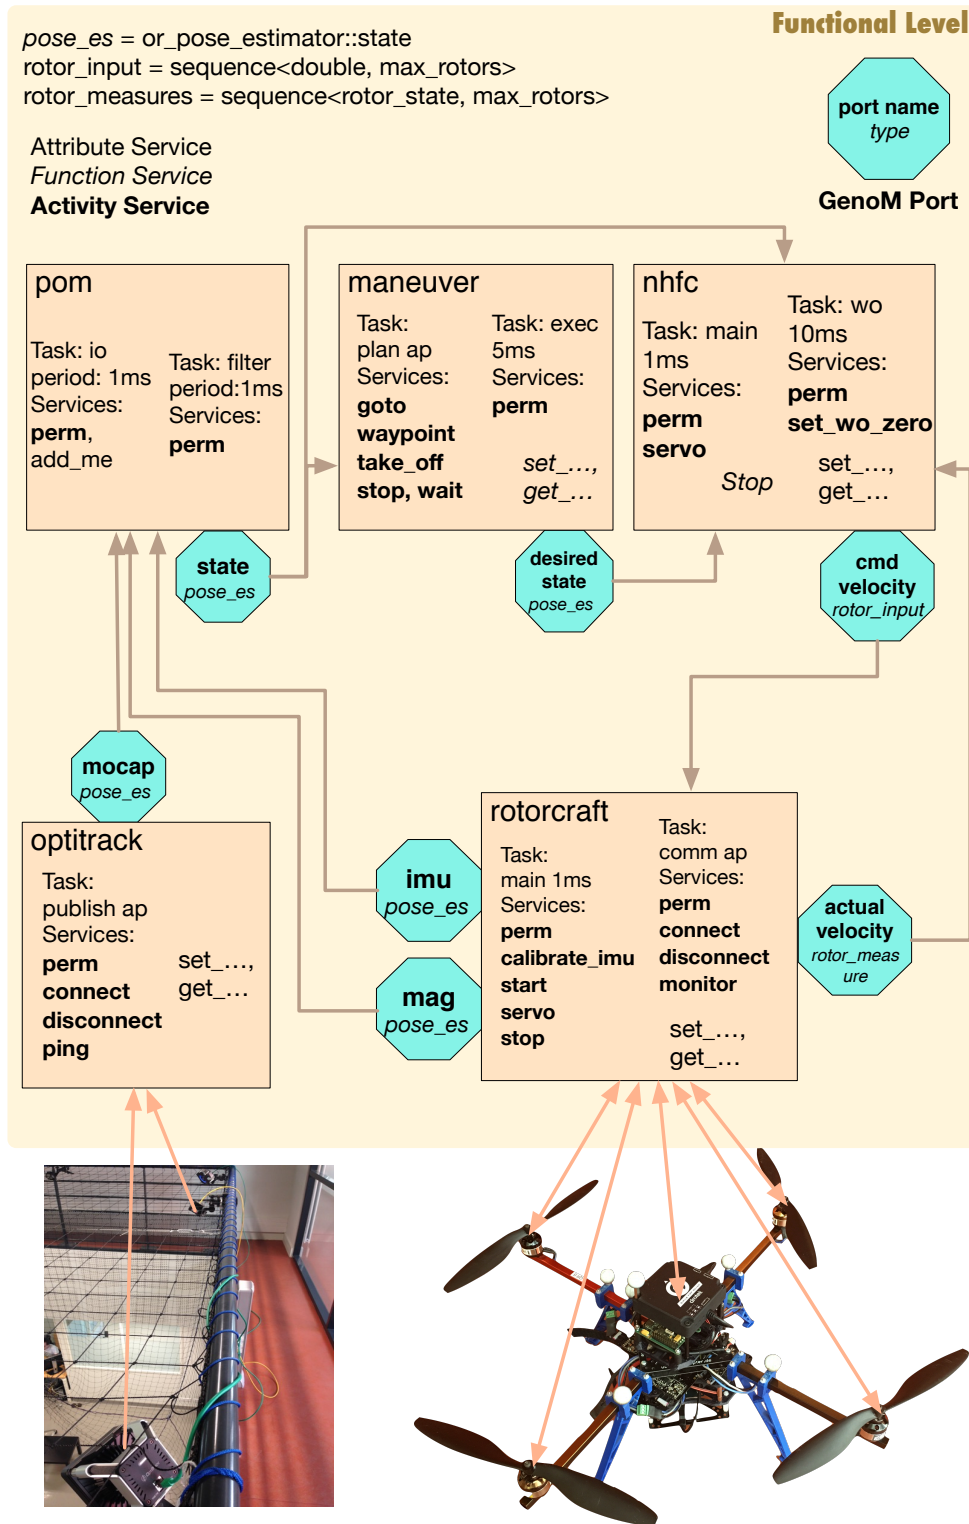 Functional Level
pose_es = or_pose_estimator::state
rotor_input = sequence<double, max_rotors>
rotor_measures = sequence<rotor_state, max_rotors>
port name
type
GenoM Port
Attribute Service
Function Service
Activity Service
pom
Task: io
period: 1ms
Services:
perm,
add_me
Task: filter
period:1ms
Services:
perm
maneuver
Task:
plan ap
Services:
goto
waypoint
take_off
stop, wait
Task: exec
5ms
Services:
perm
set_...,
get_...
nhfc
Task: main
1ms
Services:
perm
servo
Stop
Task: wo
10ms
Services:
perm
set_wo_zero
set_...,
get_...
state
pose_es
desired
state
pose_es
cmd
velocity
rotor_input
mocap
pose_es
optitrack
Task:
publish ap
Services:
perm
connect
disconnect
ping
set_...,
get_...
imu
pose_es
mag
pose_es
rotorcraft
Task:
main 1ms
Services:
perm
calibrate_imu
start
servo
stop
Task:
comm ap
Services:
perm
connect
disconnect
monitor
set_...,
get_...
actual
velocity
rotor_meas
ure